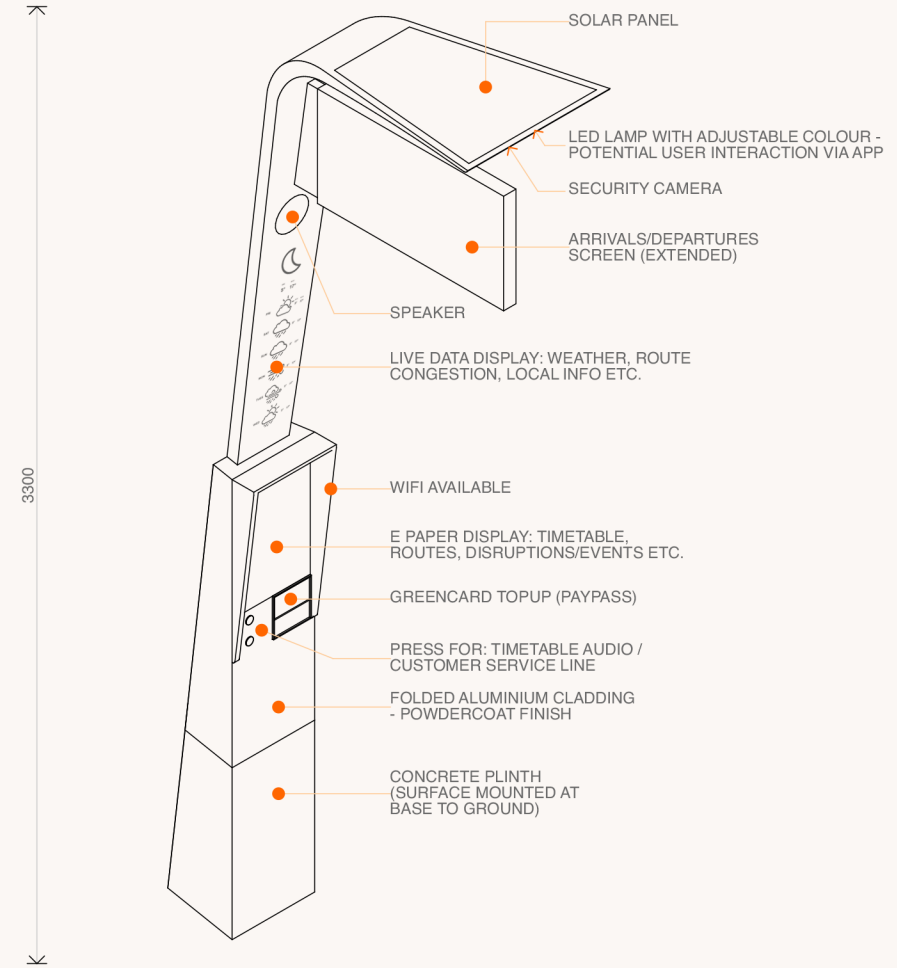 SOLAR PANEL
LED LAMP WITH ADJUSTABLE COLOUR -
POTENTIAL USER INTERACTION VIA APP
SECURITY CAMERA
ARRIVALS/DEPARTURES
SCREEN (EXTENDED)
SPEAKER
LIVE DATA DISPLAY: WEATHER, ROUTE
CONGESTION, LOCAL INFO ETC.
3300
WIFI AVAILABLE
E PAPER DISPLAY: TIMETABLE,
ROUTES, DISRUPTIONS/EVENTS ETC.
GREENCARD TOPUP (PAYPASS)
PRESS FOR: TIMETABLE AUDIO /
CUSTOMER SERVICE LINE
FOLDED ALUMINIUM CLADDING
- POWDERCOAT FINISH
CONCRETE PLINTH
(SURFACE MOUNTED AT
BASE TO GROUND)